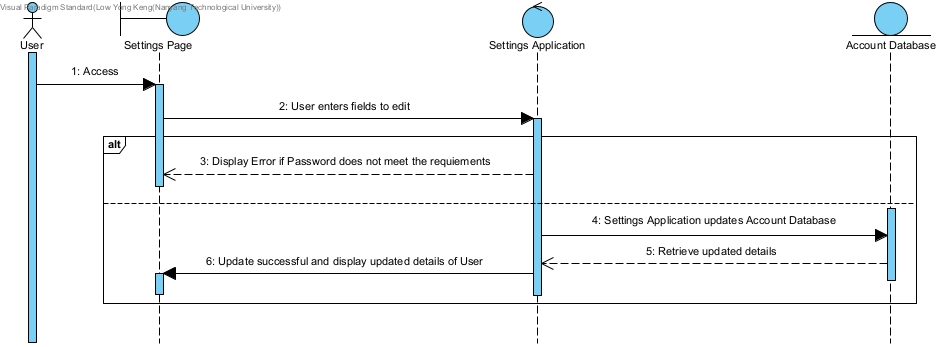 Visual Paradigm Standard(Low Yong Keng(Nanyang Technological University))
User
Settings Page
Settings Application
Account Database
1: Access
2: User enters fields to edit
alt
3: Display Error if Password does not meet the requiements
4: Settings Application updates Account Database
5: Retrieve updated details
6: Update successful and display updated details of User